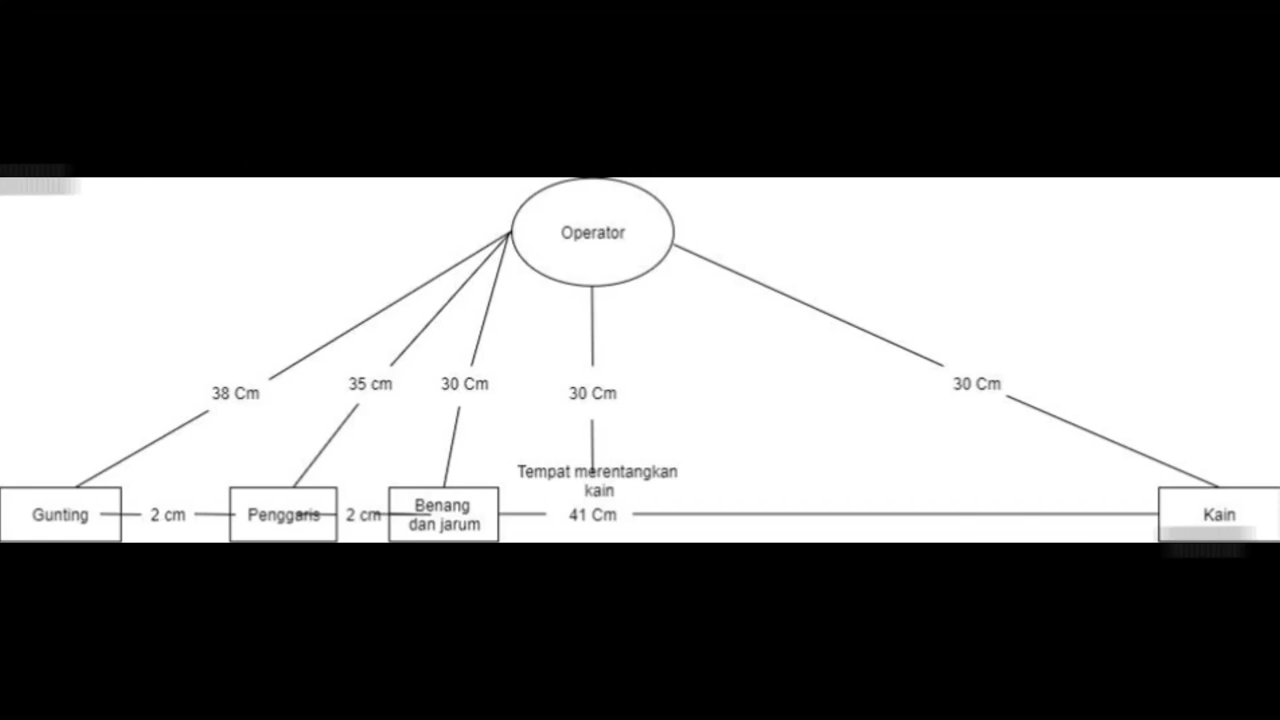 Operator
38 Cm
35 cm
30 Cm
30 Cm
30 Cm
Tempat merentangkan
kain
Gunting
2 cm
Penggaris
2 cm
Benang
dan jarum
41 Cm
Kain